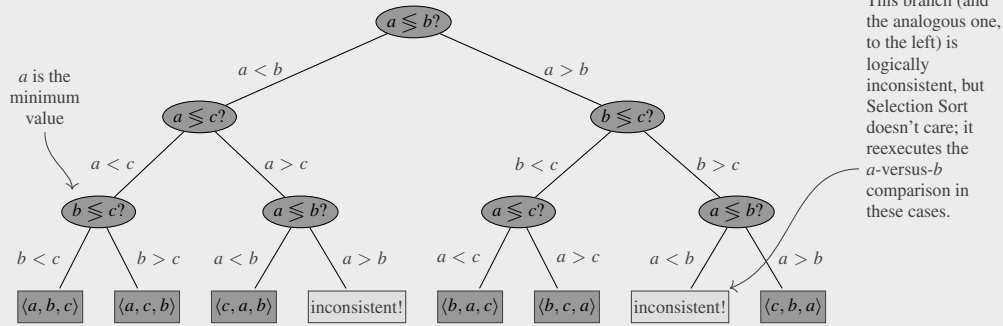 This branch (and
the analogous one,
to the left) is
logically
inconsistent, but
Selection Sort
doesn't care; it
reexecutes the
a-versus-b
comparison in
these cases.
a ≶ b?
a < b
a > b
a is the
minimum
value
a ≶ c?
b ≶ c?
a < c
a > c
b < c
b > c
b ≶ c?
a ≶ b?
a ≶ c?
a ≶ b?
b < c
b > c
a < b
a > b
a < c
a > c
a < b
a > b
⟨a, b, c⟩
⟨a, c, b⟩
⟨c, a, b⟩
inconsistent!
⟨b, a, c⟩
⟨b, c, a⟩
inconsistent!
⟨c, b, a⟩